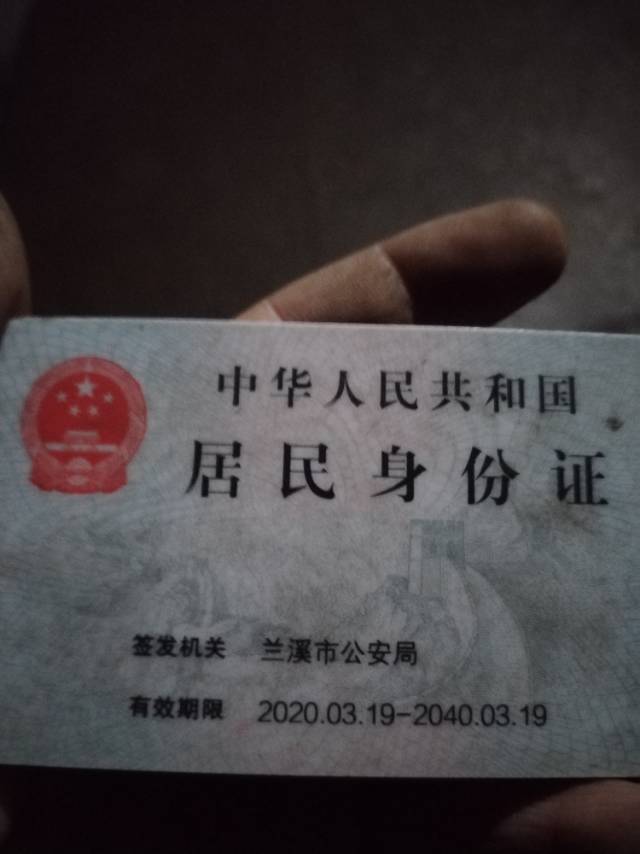 中华人民共和国
居民身份证
签发机关 兰溪市公安局
有效期限 2020.03.19-2040.03.19